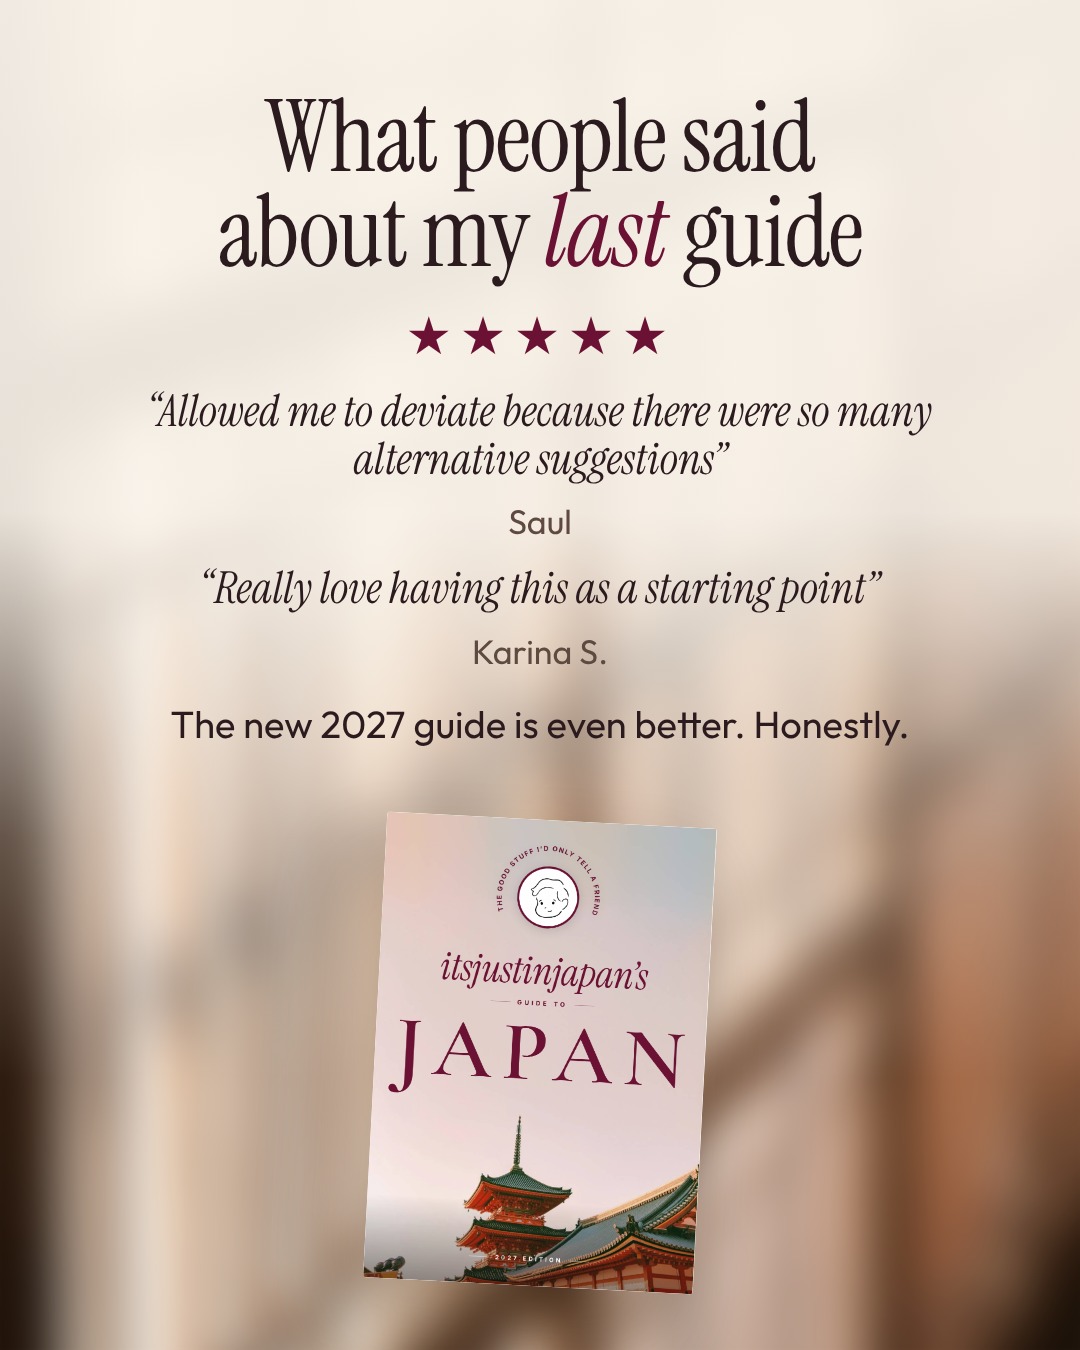 What people said
about my last guide
★★★★★
“Allowed me to deviate because there were so many
alternative suggestions”
Saul
“Really love having this as a starting point”
Karina S.
The new 2027 guide is even better. Honestly.
THE GOOD STUFF I'D ONLY TELL A FRIEND
itsjustinjapan's
GUIDE TO
JAPAN
2027 EDITION